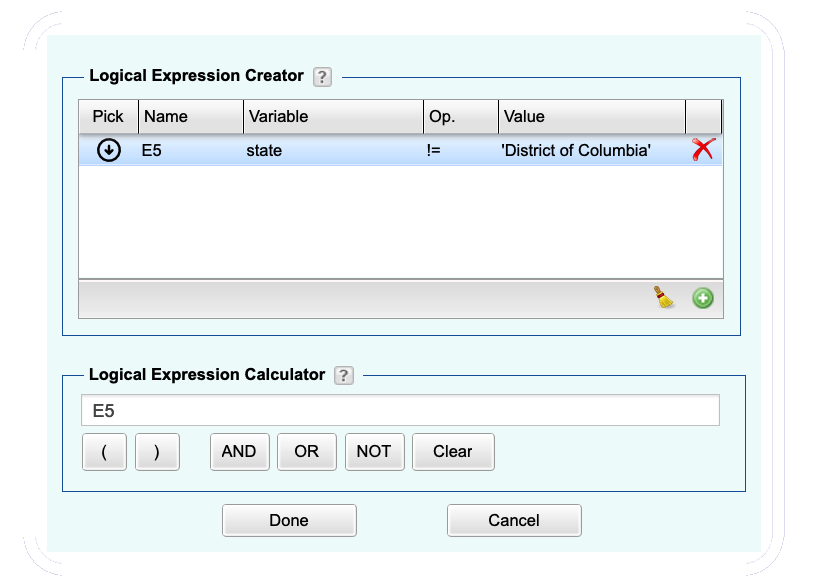 Logical Expression Creator ?
Pick Name Variable Op. Value
E5 state != 'District of Columbia'
Logical Expression Calculator ?
E5
( ) AND OR NOT Clear
Done Cancel